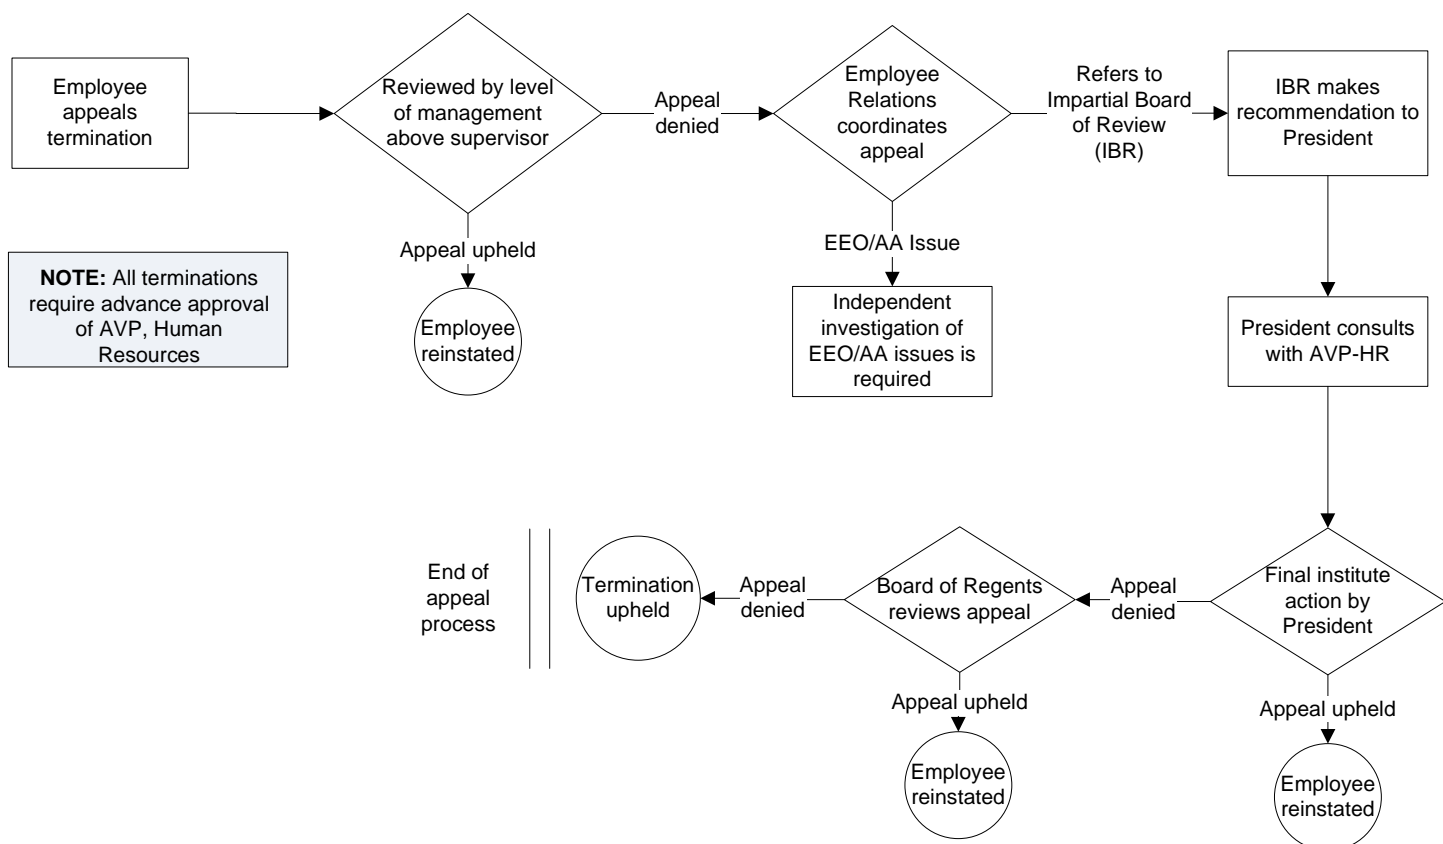 Employee
appeals
termination
Reviewed by level
of management
above supervisor
Appeal
denied
Employee
Relations
coordinates
appeal
Refers to
Impartial Board
of Review
(IBR)
IBR makes
recommendation to
President
Appeal upheld
Employee
reinstated
EEO/AA Issue
Independent
investigation of
EEO/AA issues is
required
NOTE: All terminations
require advance approval
of AVP, Human
Resources
President consults
with AVP-HR
Final institute
action by
President
Appeal
denied
Board of Regents
reviews appeal
Appeal
denied
Termination
upheld
End of
appeal
process
Appeal upheld
Employee
reinstated
Appeal upheld
Employee
reinstated